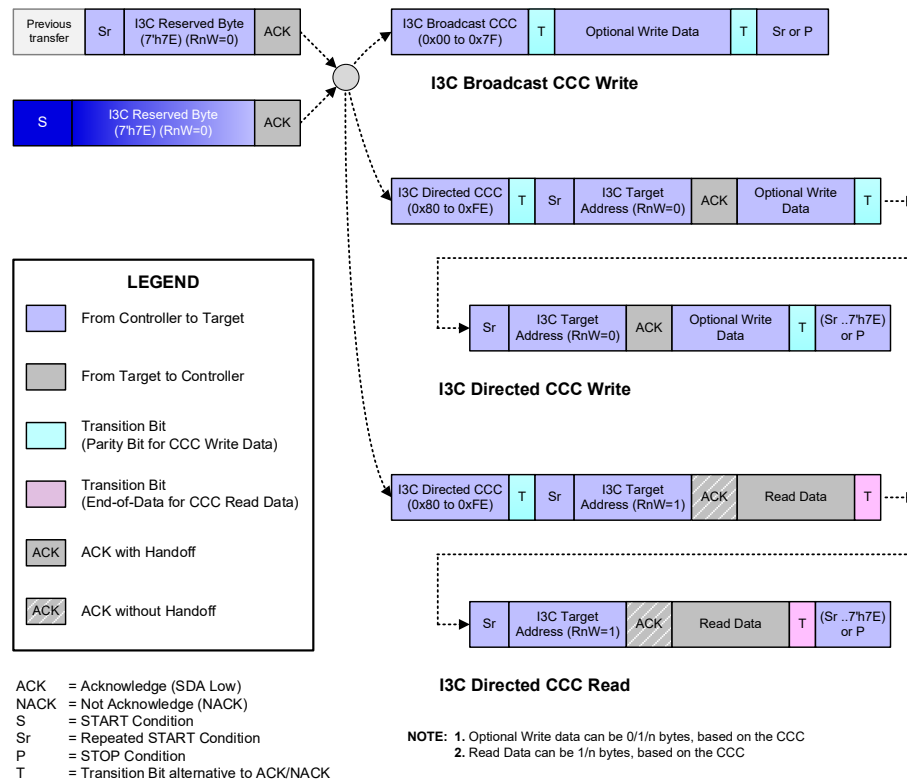 Previous
transfer
Sr
I3C Reserved Byte
(7'h7E) (RnW=0)
ACK
I3C Broadcast CCC
(0x00 to 0x7F)
T
Optional Write Data
T
Sr or P
I3C Broadcast CCC Write
S
I3C Reserved Byte
(7'h7E) (RnW=0)
ACK
I3C Directed CCC
(0x80 to 0xFE)
T
Sr
I3C Target
Address (RnW=0)
ACK
Optional Write
Data
T
Sr
I3C Target
Address (RnW=0)
ACK
Optional Write
Data
T
(Sr ..7'h7E)
or P
I3C Directed CCC Write
I3C Directed CCC
(0x80 to 0xFE)
T
Sr
I3C Target
Address (RnW=1)
ACK
Read Data
T
Sr
I3C Target
Address (RnW=1)
ACK
Read Data
T
(Sr ..7'h7E)
or P
I3C Directed CCC Read
LEGEND
From Controller to Target
From Target to Controller
Transition Bit
(Parity Bit for CCC Write Data)
Transition Bit
(End-of-Data for CCC Read Data)
ACK
ACK with Handoff
ACK
ACK without Handoff
ACK = Acknowledge (SDA Low)
NACK = Not Acknowledge (NACK)
S = START Condition
Sr = Repeated START Condition
P = STOP Condition
T = Transition Bit alternative to ACK/NACK
NOTE: 1. Optional Write data can be 0/1/n bytes, based on the CCC
2. Read Data can be 1/n bytes, based on the CCC